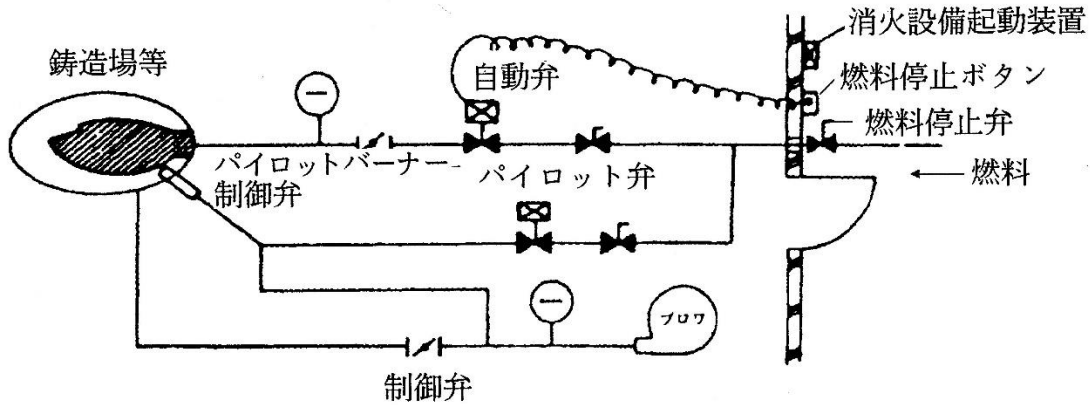 消火設備起動装置
鋳造場等
自動弁
燃料停止ボタン
燃料停止弁
パイロットバーナー
制御弁
パイロット弁
燃料
ブロワ
制御弁